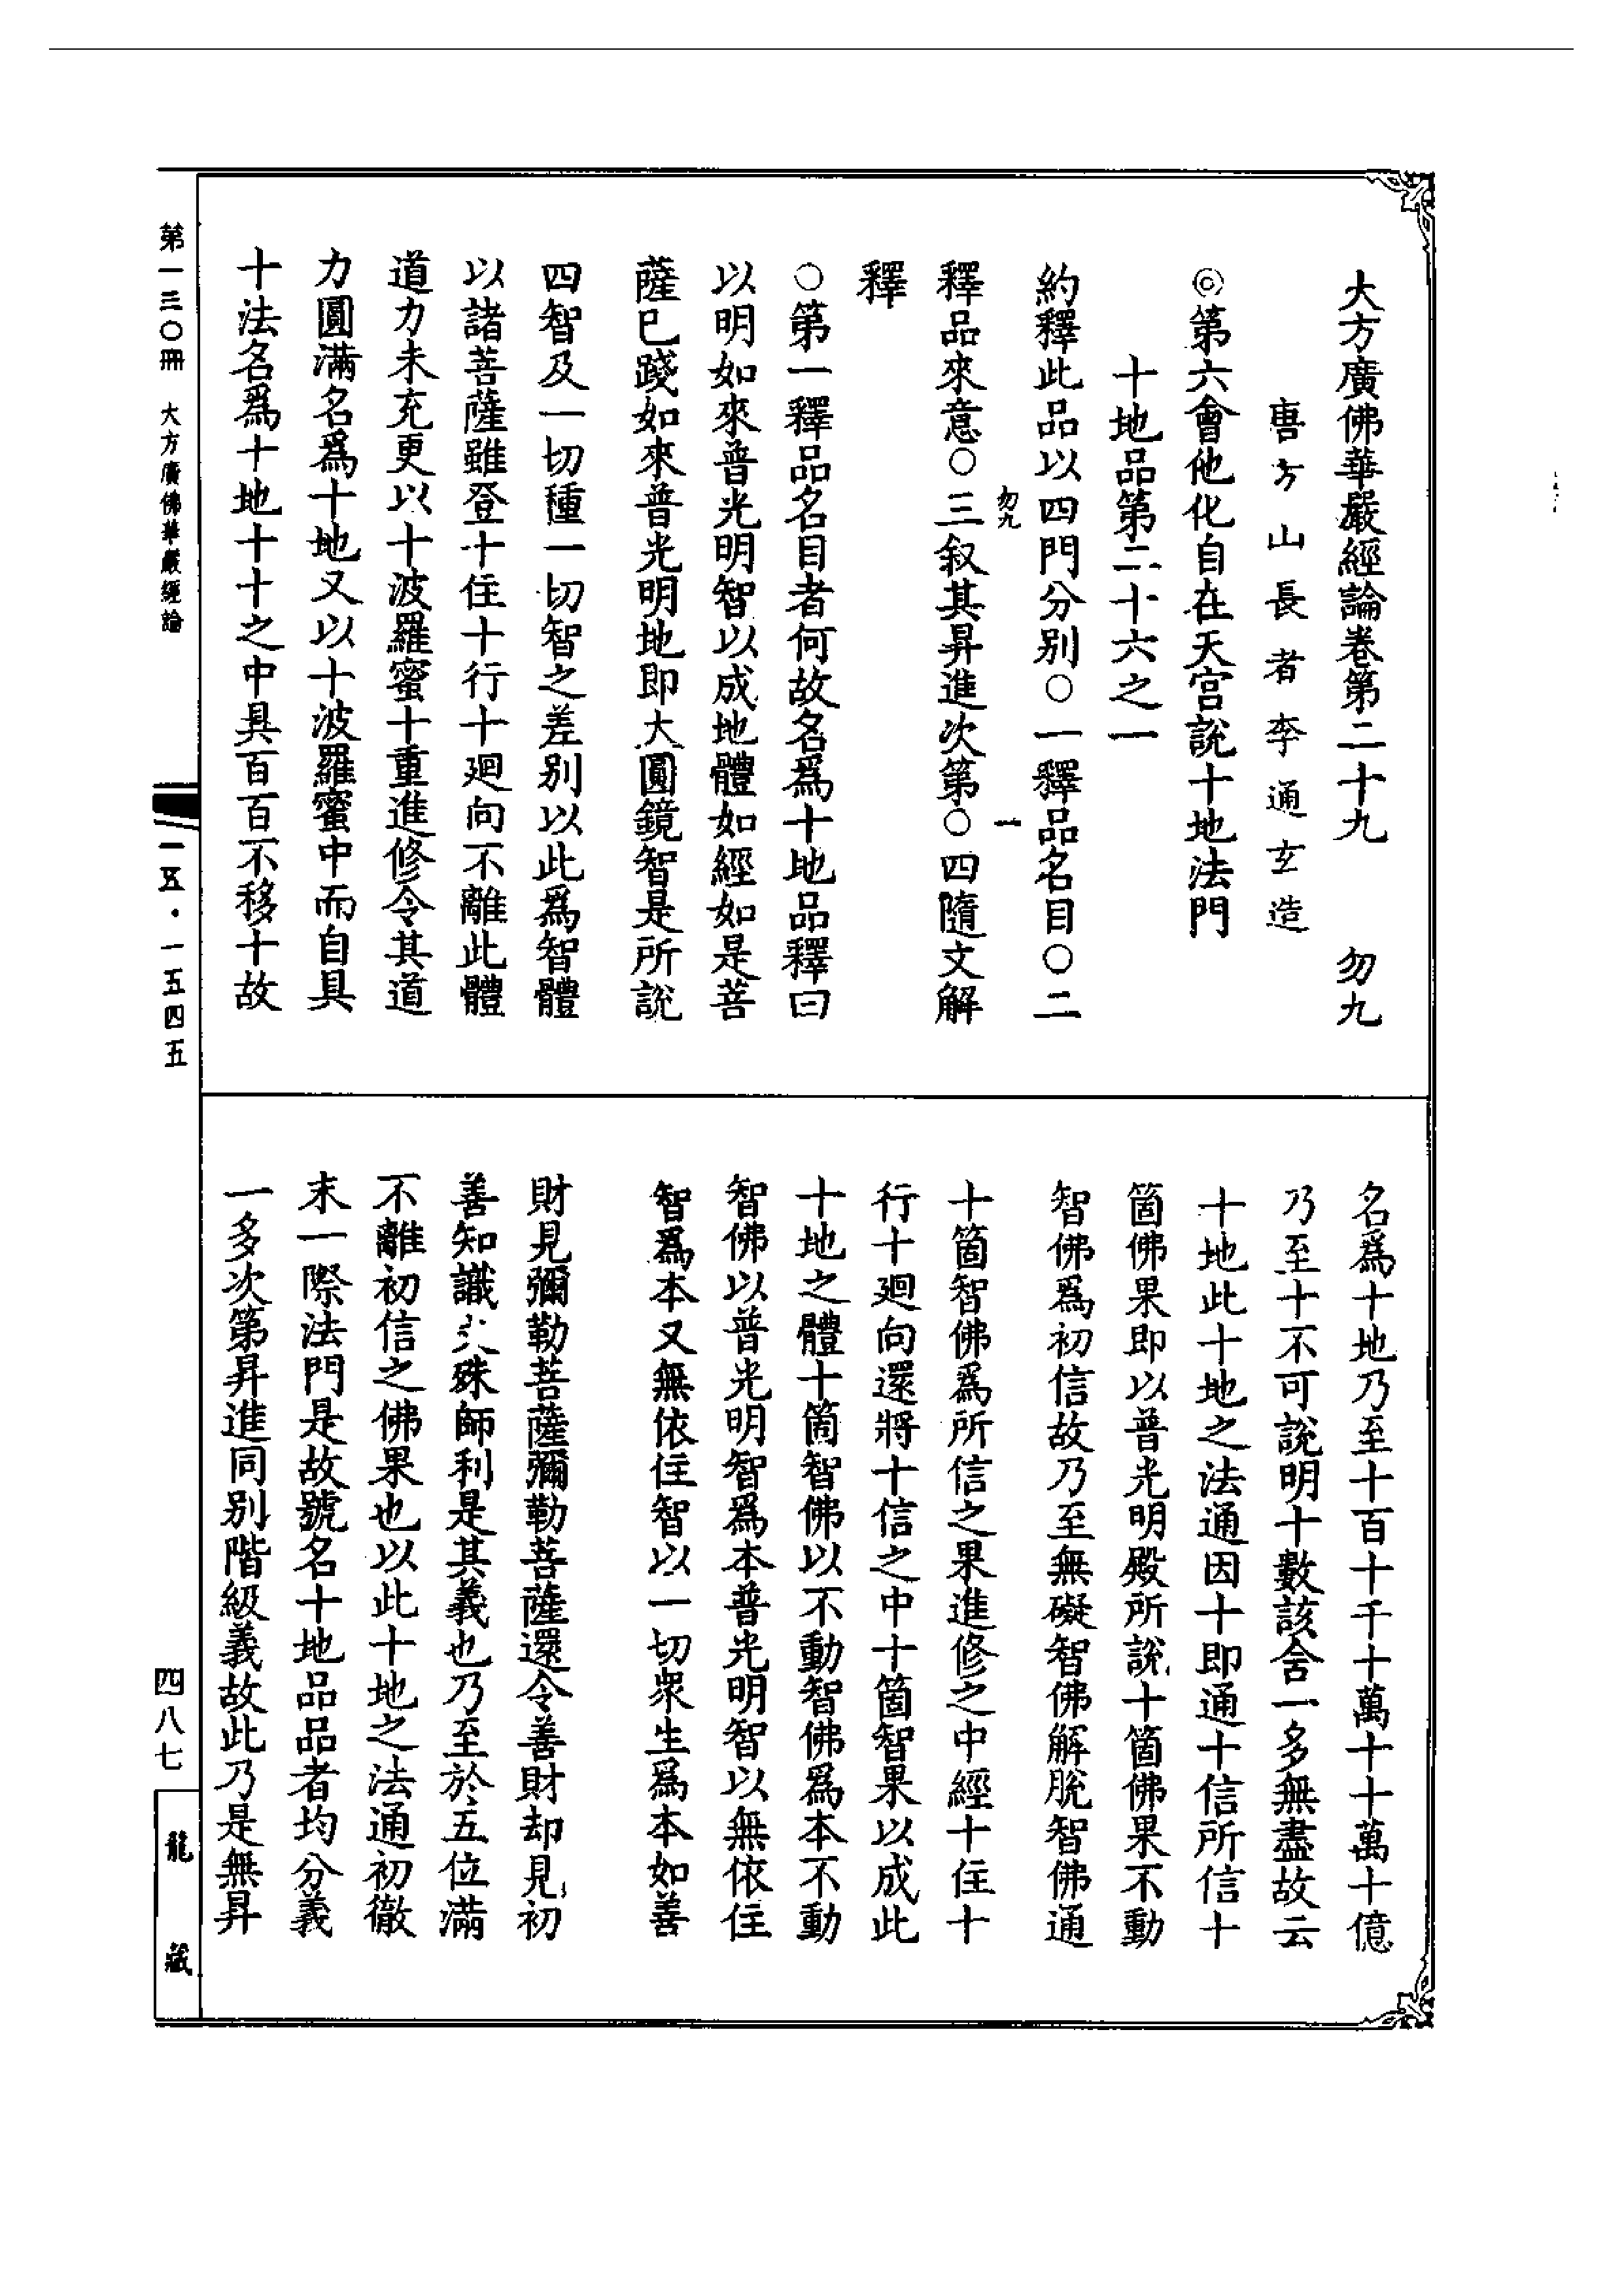 大方廣佛華嚴經論卷第二十九　勿九
唐方山長者李通玄造
◎第六會他化自在天宮說十地法門
十地品第二十六之一
約釋此品以四門分別○一釋品名目○二
勿九　一
釋品來意○三叙其昇進次第○四隨文解
釋
○第一釋品名目者何故名爲十地品釋曰
以明如來普光明智以成地體如經如是菩
薩已踐如來普光明地即大圓鏡智是所說
四智及一切種一切智之差別以此爲智體
以諸菩薩雖登十住十行十廻向不離此體
道力未充更以十波羅蜜十重進修令其道
力圓滿名爲十地又以十波羅蜜中而自具
十法名爲十地十十之中具百百不移十故
名爲十地乃至十百十千十萬十十萬十億
乃至十不可說明十數該含一多無盡故云
十地此十地之法通因十即通十信所信十
箇佛果即以普光明殿所說十箇佛果不動
智佛爲初信故乃至無礙智佛解脫智佛通
十箇智佛爲所信之果進修之中經十住十
行十廻向還將十信之中十箇智果以成此
十地之體十箇智佛以不動智佛爲本不動
智佛以普光明智爲本普光明智以無依住
智爲本又無依住智以一切衆生爲本如善
財見彌勒菩薩彌勒菩薩還令善財却見初
善知識文殊師利是其義也乃至於五位滿
不離初信之佛果也以此十地之法通初徹
末一際法門是故號名十地品品者均分義
一多次第昇進同別階級義故此乃是無昇
第一三〇冊　大方廣佛華嚴經論
一五・一五四五
四八七
龍藏